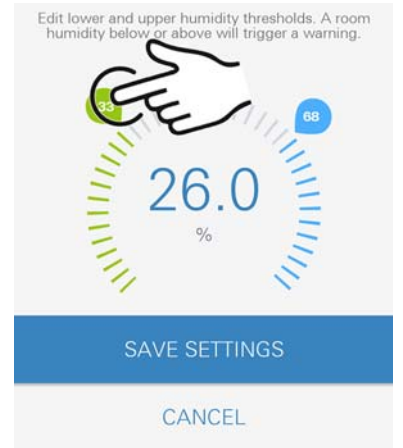 Edit lower and upper humidity thresholds. A room
humidity below or above will trigger a warning.
33
68
26.0
%
SAVE SETTINGS
CANCEL